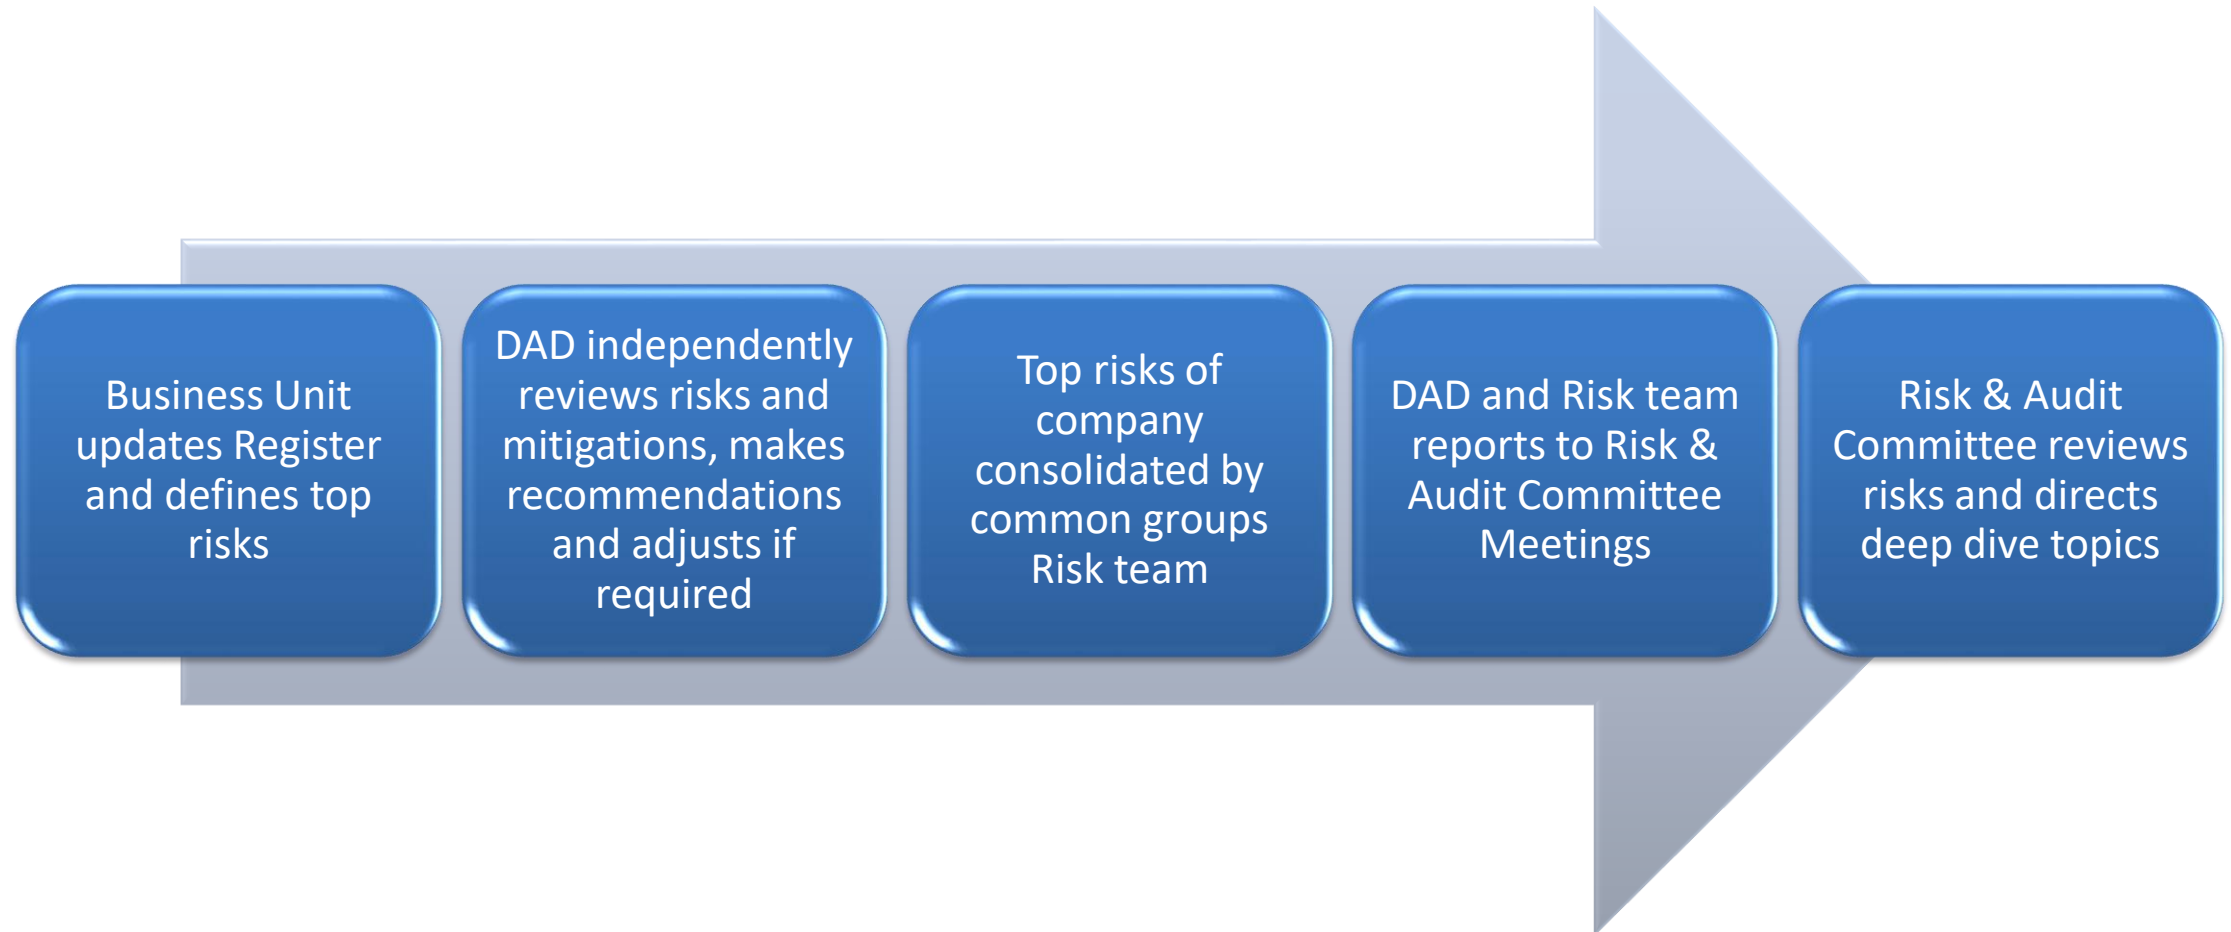 Business Unit
updates Register
and defines top
risks
DAD independently
reviews risks and
mitigations, makes
recommendations
and adjusts if
required
Top risks of
company
consolidated by
common groups
Risk team
DAD and Risk team
reports to Risk &
Audit Committee
Meetings
Risk & Audit
Committee reviews
risks and directs
deep dive topics